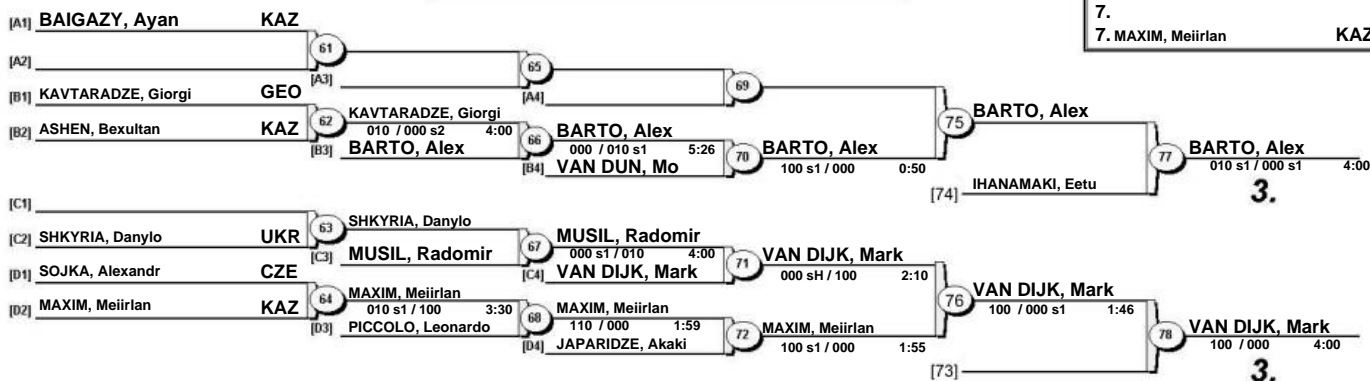 7.
7. MAXIM, Meiirlan KAZ
[A1] BAIGAZY, Ayan KAZ
61
[A2]
[A3]
65
[A4]
69
[B1] KAVTARADZE, Giorgi GEO
62
[B2] ASHEN, Bexultan KAZ
KAVTARADZE, Giorgi
010 / 000 s2 4:00
[B3] BARTO, Alex
66
BARTO, Alex
000 / 010 s1 5:26
[B4] VAN DUN, Mo
70
BARTO, Alex
100 s1 / 000 0:50
75
BARTO, Alex
[74] IHANAMAKI, Eetu
77
BARTO, Alex
010 s1 / 000 s1 4:00
3.
[C1]
63
[C2] SHKYRIA, Danylo UKR
SHKYRIA, Danylo
[C3] MUSIL, Radomir
67
MUSIL, Radomir
000 s1 / 010 4:00
[C4] VAN DIJK, Mark
71
VAN DIJK, Mark
000 sH / 100 2:10
[D1] SOJKA, Alexandr CZE
64
[D2] MAXIM, Meiirlan KAZ
MAXIM, Meiirlan
010 s1 / 100 3:30
[D3] PICCOLO, Leonardo
68
MAXIM, Meiirlan
110 / 000 1:59
[D4] JAPARIDZE, Akaki
72
MAXIM, Meiirlan
100 s1 / 000 1:55
76
VAN DIJK, Mark
100 / 000 s1 1:46
[73]
78
VAN DIJK, Mark
100 / 000 4:00
3.